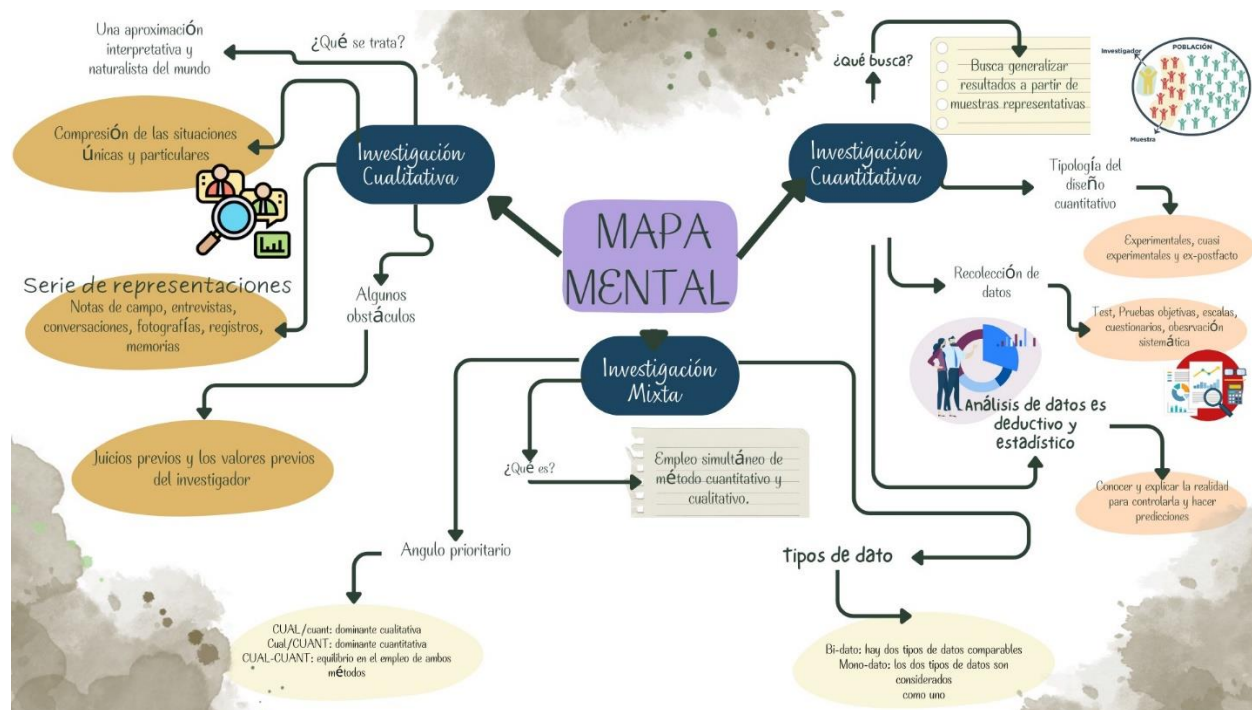 Una aproximación
interpretativa y
naturalista del mundo
¿Qué se trata?
Compresión de las situaciones
únicas y particulares
Investigación
Cualitativa
Serie de representaciones
Notas de campo, entrevistas,
conversaciones, fotografías, registros,
memorias
Algunos
obstáculos
Juicios previos y los valores previos
del investigador
MAPA
MENTAL
¿Qué busca?
Busca generalizar
resultados a partir de
muestras representativas
POBLACIÓN
Investigador
Muestra
Investigación
Cuantitativa
Tipología del
diseño
cuantitativo
Experimentales, cuasi
experimentales y ex-postfacto
Recolección de
datos
Test, Pruebas objetivas, escalas,
cuestionarios, obesrvación
sistemática
Análisis de datos es
deductivo y
estadístico
Conocer y explicar la realidad
para controlarla y hacer
predicciones
Investigación
Mixta
¿Qué es?
Empleo simultáneo de
método cuantitativo y
cualitativo.
Angulo prioritario
CUAL/cuant: dominante cualitativa
Cual/CUANT: dominante cuantitativa
CUAL-CUANT: equilibrio en el empleo de ambos
métodos
Tipos de dato
Bi-dato: hay dos tipos de datos comparables
Mono-dato: los dos tipos de datos son
considerados
como uno